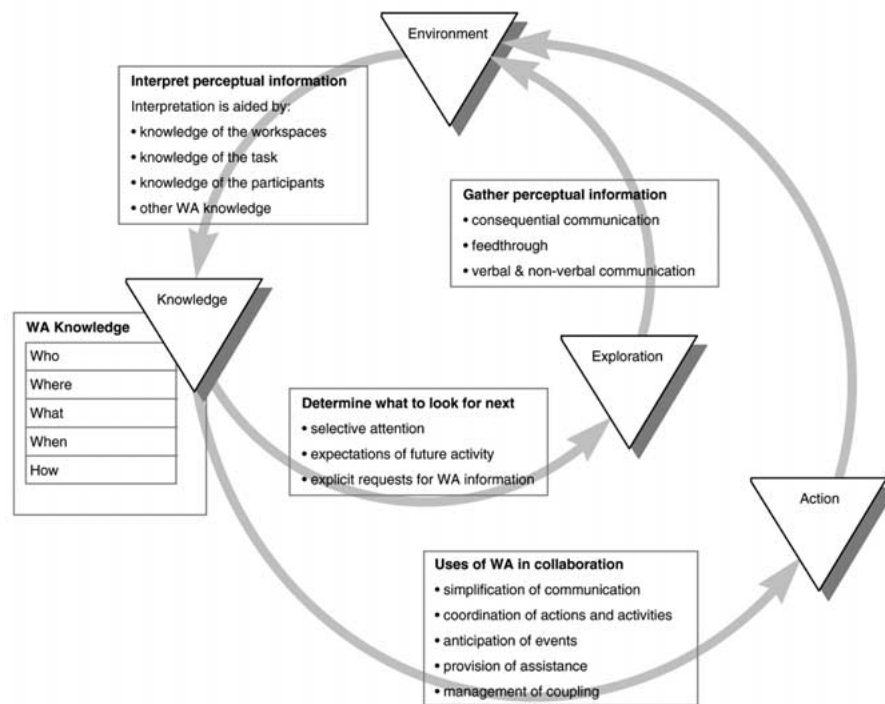 Environment
Interpret perceptual information
Interpretation is aided by:
• knowledge of the workspaces
• knowledge of the task
• knowledge of the participants
• other WA knowledge
Gather perceptual information
• consequential communication
• feedthrough
• verbal & non-verbal communication
Knowledge
WA Knowledge
Who
Where
What
When
How
Exploration
Determine what to look for next
• selective attention
• expectations of future activity
• explicit requests for WA information
Action
Uses of WA in collaboration
• simplification of communication
• coordination of actions and activities
• anticipation of events
• provision of assistance
• management of coupling